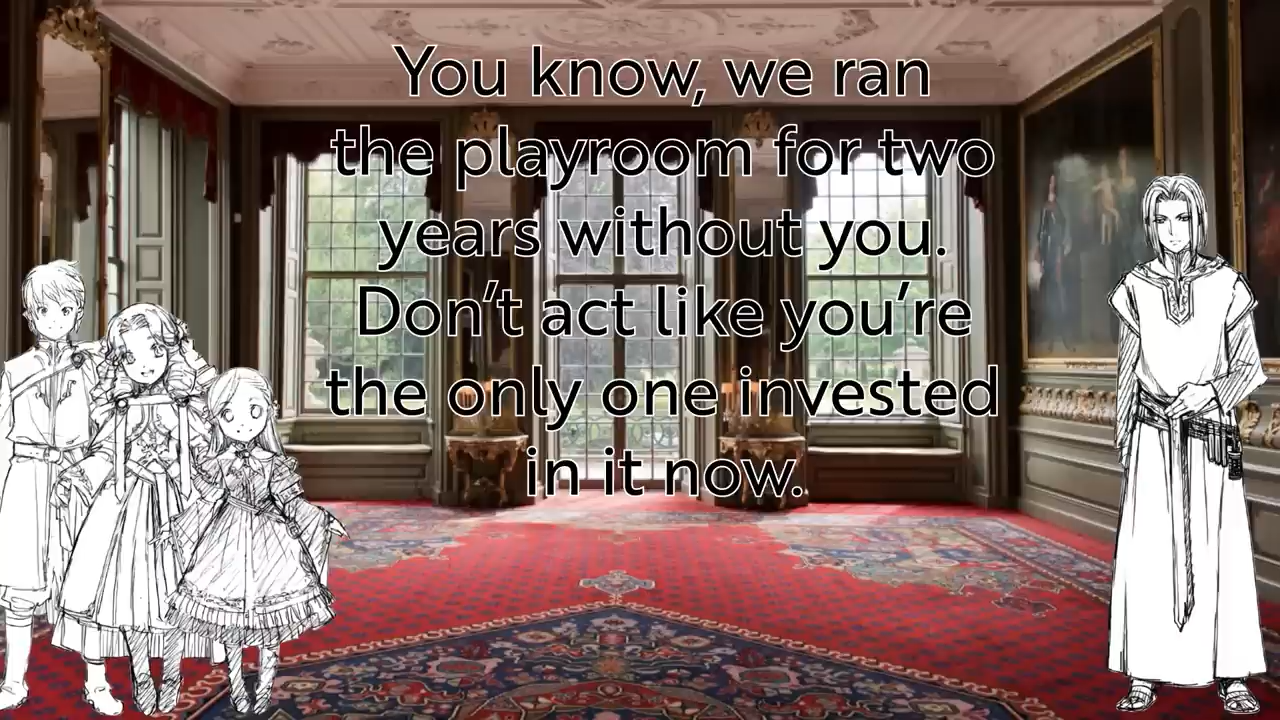 You know, we ran
the playroom for two
years without you.
Don’t act like you’re
the only one invested
in it now.